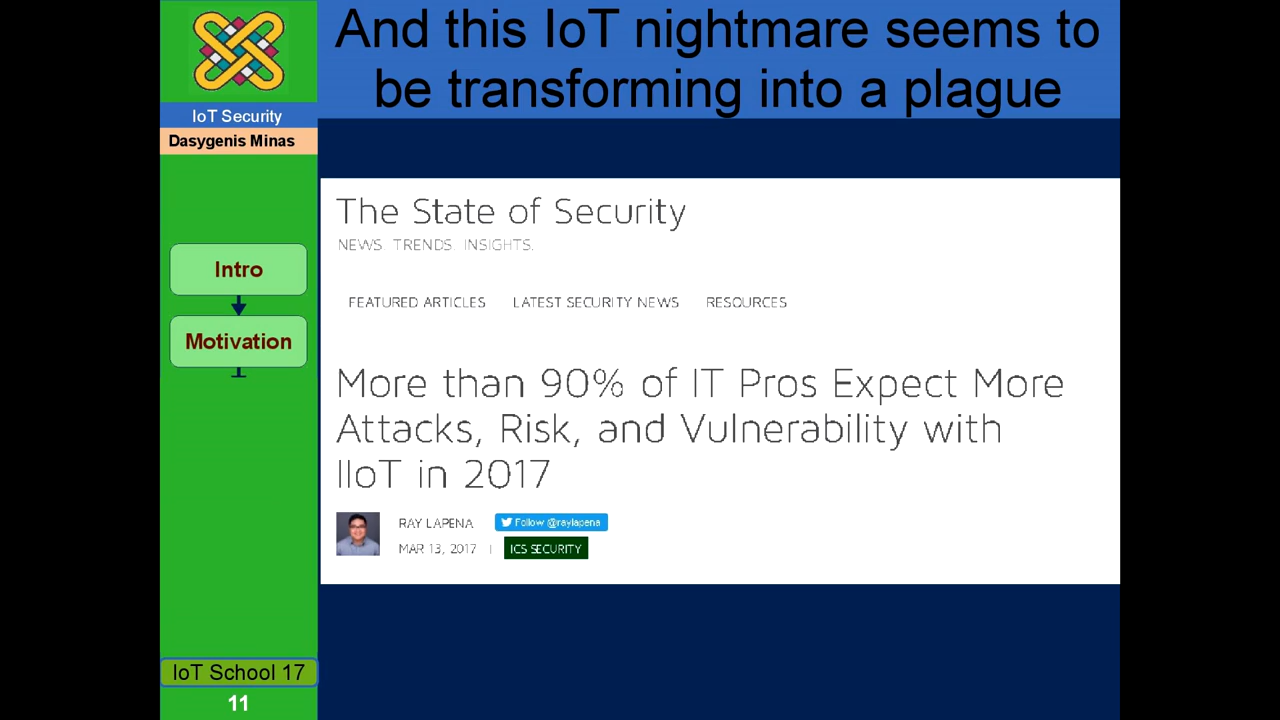 And this IoT nightmare seems to
be transforming into a plague
IoT Security
Dasygenis Minas
Intro
Motivation
The State of Security
NEWS. TRENDS. INSIGHTS.
FEATURED ARTICLES LATEST SECURITY NEWS RESOURCES
More than 90% of IT Pros Expect More
Attacks, Risk, and Vulnerability with
IIoT in 2017
RAY LAPENA Follow @raylapena
MAR 13, 2017 | ICS SECURITY
IoT School 17
11